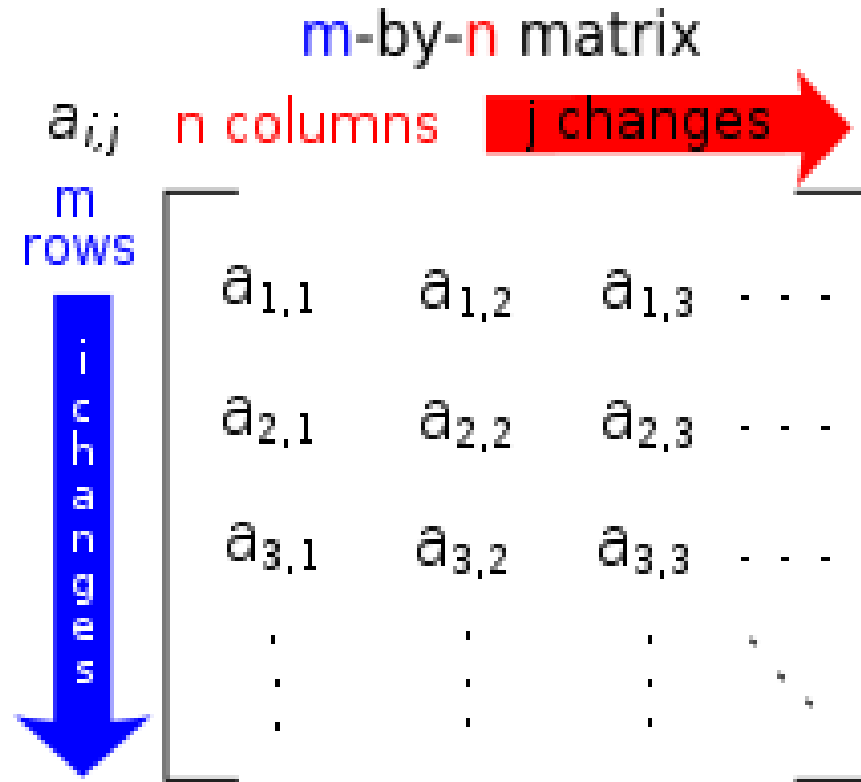 m-by-n matrix
a_{i,j} n columns j changes
m
rows
i changes
a_{1,1} a_{1,2} a_{1,3} . . .
a_{2,1} a_{2,2} a_{2,3} . . .
a_{3,1} a_{3,2} a_{3,3} . . .